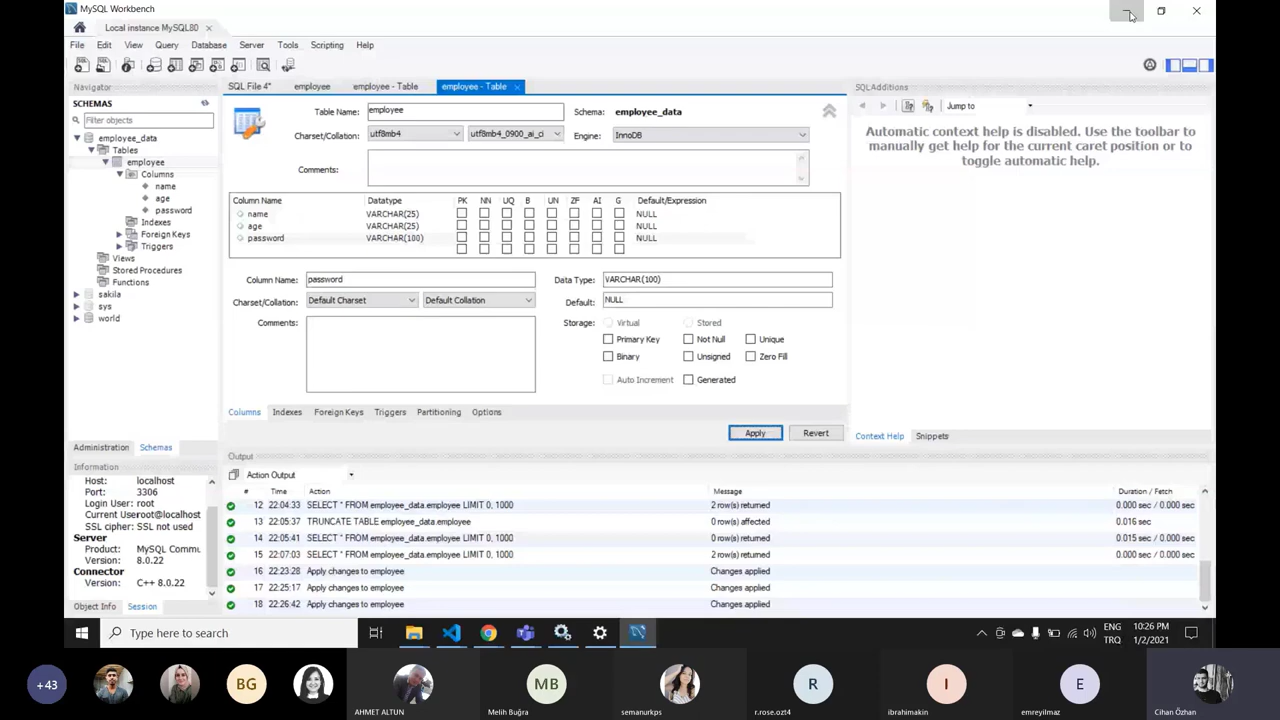 MySQL Workbench
Local instance MySQL80
File Edit View Query Database Server Tools Scripting Help
Navigator
SCHEMAS
Filter objects
employee_data
Tables
employee
Columns
name
age
password
Indexes
Foreign Keys
Triggers
Views
Stored Procedures
Functions
sakila
sys
world
Administration Schemas
Information
Host: localhost
Port: 3306
Login User: root
Current User: root@localhost
SSL cipher: SSL not used
Server
Product: MySQL Commu
Version: 8.0.22
Connector
Version: C++ 8.0.22
Object Info Session
SQL File 4* employee employee - Table employee - Table
Table Name: employee Schema: employee_data
Charset/Collation: utf8mb4 utf8mb4_0900_ai_ci Engine: InnoDB
Comments:
Column Name Datatype PK NN UQ B UN ZF AI G Default/Expression
name VARCHAR(25) NULL
age VARCHAR(25) NULL
password VARCHAR(100) NULL
Column Name: password Data Type: VARCHAR(100)
Charset/Collation: Default Charset Default Collation Default: NULL
Comments: Storage: Virtual Stored
Primary Key Not Null Unique
Binary Unsigned Zero Fill
Auto Increment Generated
Columns Indexes Foreign Keys Triggers Partitioning Options
Apply Revert
SQLAdditions
Jump to
Automatic context help is disabled. Use the toolbar to
manually get help for the current caret position or to
toggle automatic help.
Context Help Snippets
Output
Action Output
# Time Action Message Duration / Fetch
12 22:04:33 SELECT * FROM employee_data.employee LIMIT 0, 1000 2 row(s) returned 0.000 sec / 0.000 sec
13 22:05:37 TRUNCATE TABLE employee_data.employee 0 row(s) affected 0.016 sec
14 22:05:41 SELECT * FROM employee_data.employee LIMIT 0, 1000 0 row(s) returned 0.015 sec / 0.000 sec
15 22:07:03 SELECT * FROM employee_data.employee LIMIT 0, 1000 2 row(s) returned 0.000 sec / 0.000 sec
16 22:23:28 Apply changes to employee Changes applied
17 22:25:17 Apply changes to employee Changes applied
18 22:26:42 Apply changes to employee Changes applied
Type here to search
ENG
TRQ
10:26 PM
1/2/2021
+43 BG MB R I E
AHMET ALTUN Melih Buğra semanurkps r.rose.ozt4 ibrahimakin emreyilmaz Cihan Özhan